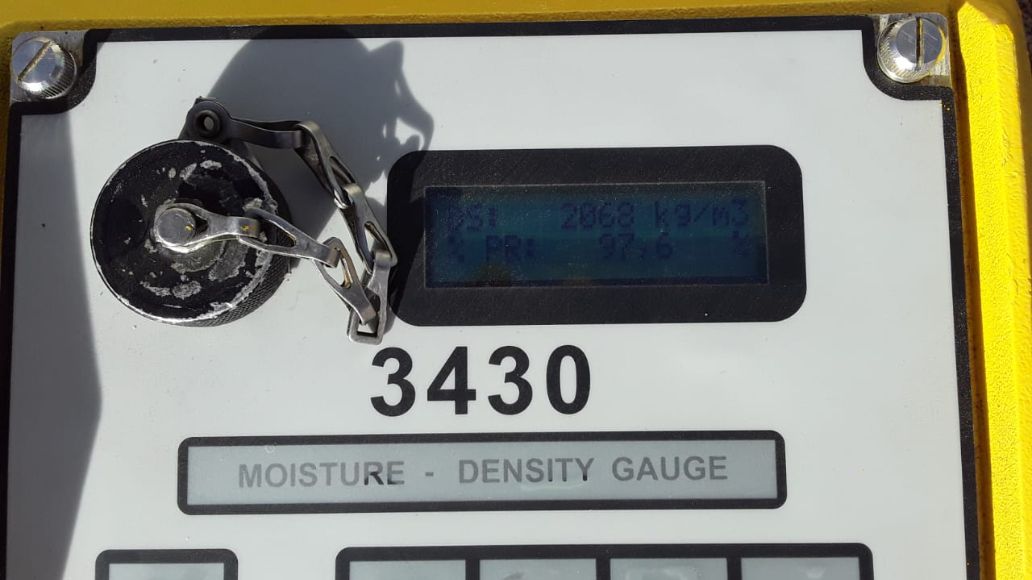 DS: 2068 kg/m3
% PR: 97.6 %
3430
MOISTURE - DENSITY GAUGE